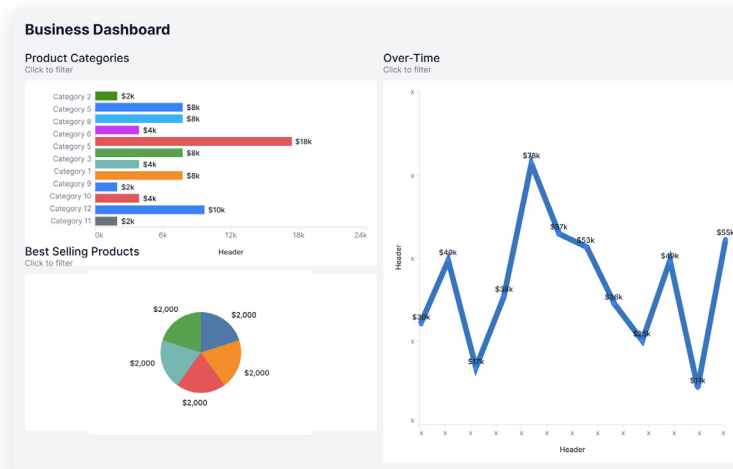 Business Dashboard
Product Categories
Click to filter
Category 2
$2k
Category 5
$8k
Category 8
$8k
Category 6
$4k
Category 5
$18k
Category 3
$8k
Category 1
$4k
Category 9
$8k
Category 10
$2k
Category 12
$4k
Category 11
$10k
$2k
0k 6k 12k 18k 24k
Header
Best Selling Products
Click to filter
$2,000
$2,000
$2,000
$2,000
$2,000
Over-Time
Click to filter
x
x
x
x
x
Header
$30k
$49k
$17k
$38k
$78k
$57k
$53k
$36k
$25k
$49k
$11k
$55k
x x x x x x x x x x x x x
Header